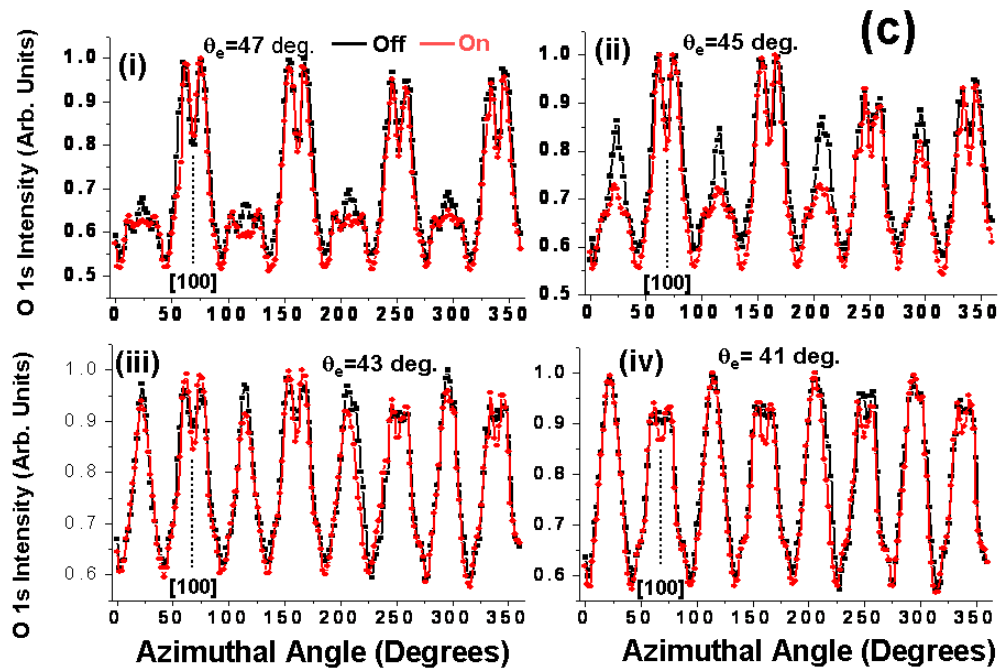 (c)
(i) θe=47 deg. Off On
(ii) θe=45 deg.
O 1s Intensity (Arb. Units)
1.0
0.9
0.8
0.7
0.6
0.5
[100]
0 50 100 150 200 250 300 350
1.0
0.9
0.8
0.7
0.6
0.5
[100]
0 50 100 150 200 250 300 350
(iii) θe=43 deg.
(iv) θe= 41 deg.
O 1s Intensity (Arb. Units)
1.0
0.9
0.8
0.7
0.6
[100]
0 50 100 150 200 250 300 350
1.0
0.9
0.8
0.7
0.6
[100]
0 50 100 150 200 250 300 350
Azimuthal Angle (Degrees)
Azimuthal Angle (Degrees)